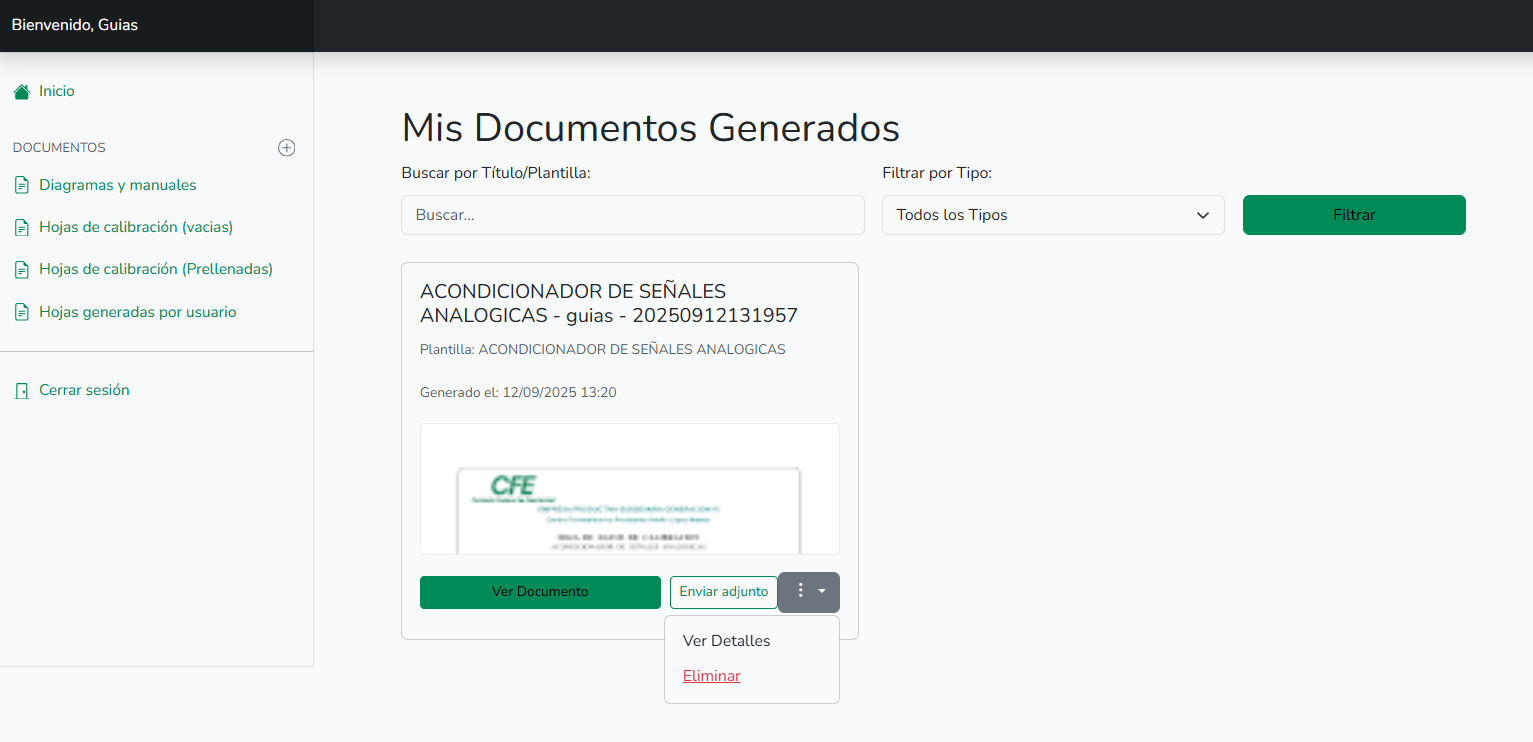 Bienvenido, Guias
Inicio
DOCUMENTOS
Diagramas y manuales
Hojas de calibración (vacias)
Hojas de calibración (Prellenadas)
Hojas generadas por usuario
Cerrar sesión
Mis Documentos Generados
Buscar por Título/Plantilla:
Filtrar por Tipo:
Buscar...
Todos los Tipos
Filtrar
ACONDICIONADOR DE SEÑALES
ANALOGICAS - guias - 20250912131957
Plantilla: ACONDICIONADOR DE SEÑALES ANALOGICAS
Generado el: 12/09/2025 13:20
CFE
Ver Documento
Enviar adjunto
Ver Detalles
Eliminar